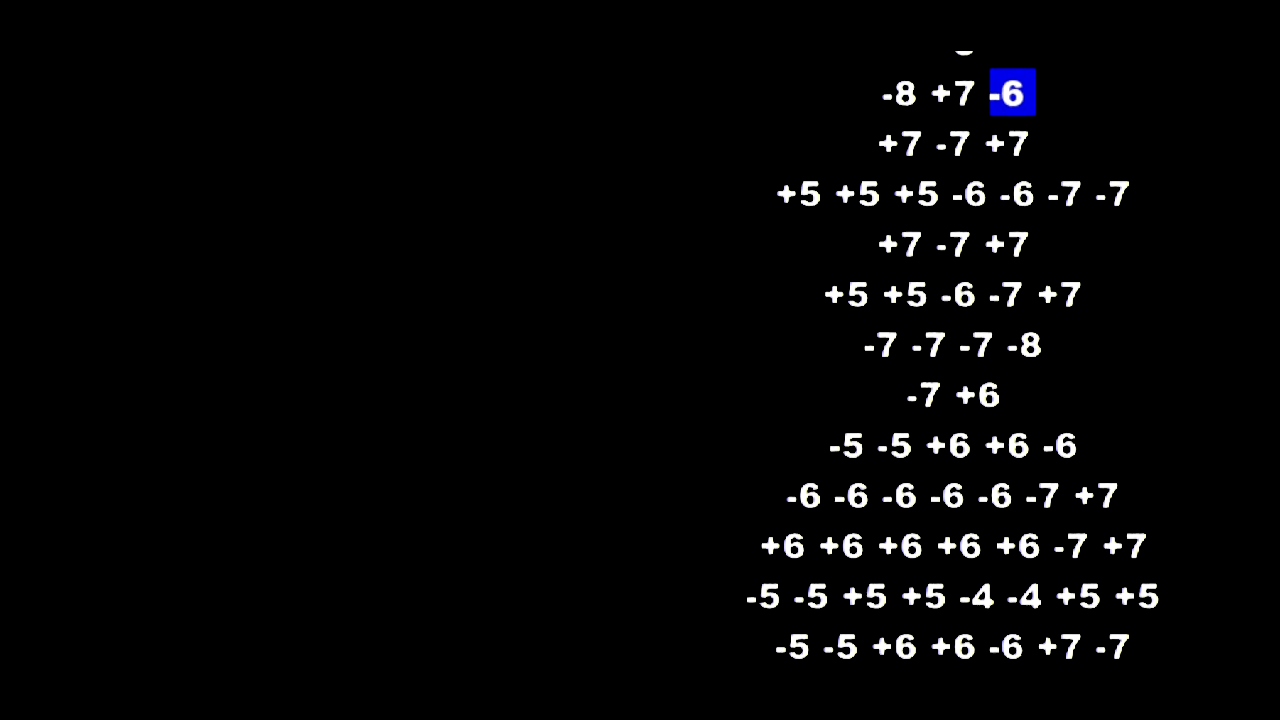 -8 +7 -6
+7 -7 +7
+5 +5 +5 -6 -6 -7 -7
+7 -7 +7
+5 +5 -6 -7 +7
-7 -7 -7 -8
-7 +6
-5 -5 +6 +6 -6
-6 -6 -6 -6 -6 -7 +7
+6 +6 +6 +6 +6 -7 +7
-5 -5 +5 +5 -4 -4 +5 +5
-5 -5 +6 +6 -6 +7 -7